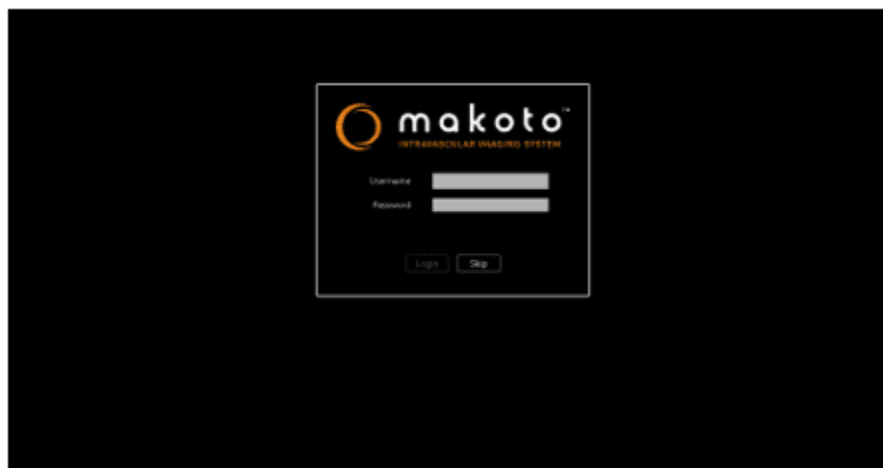 makoto™
INTRAVASCULAR IMAGING SYSTEM
Username
Password
Login Skip